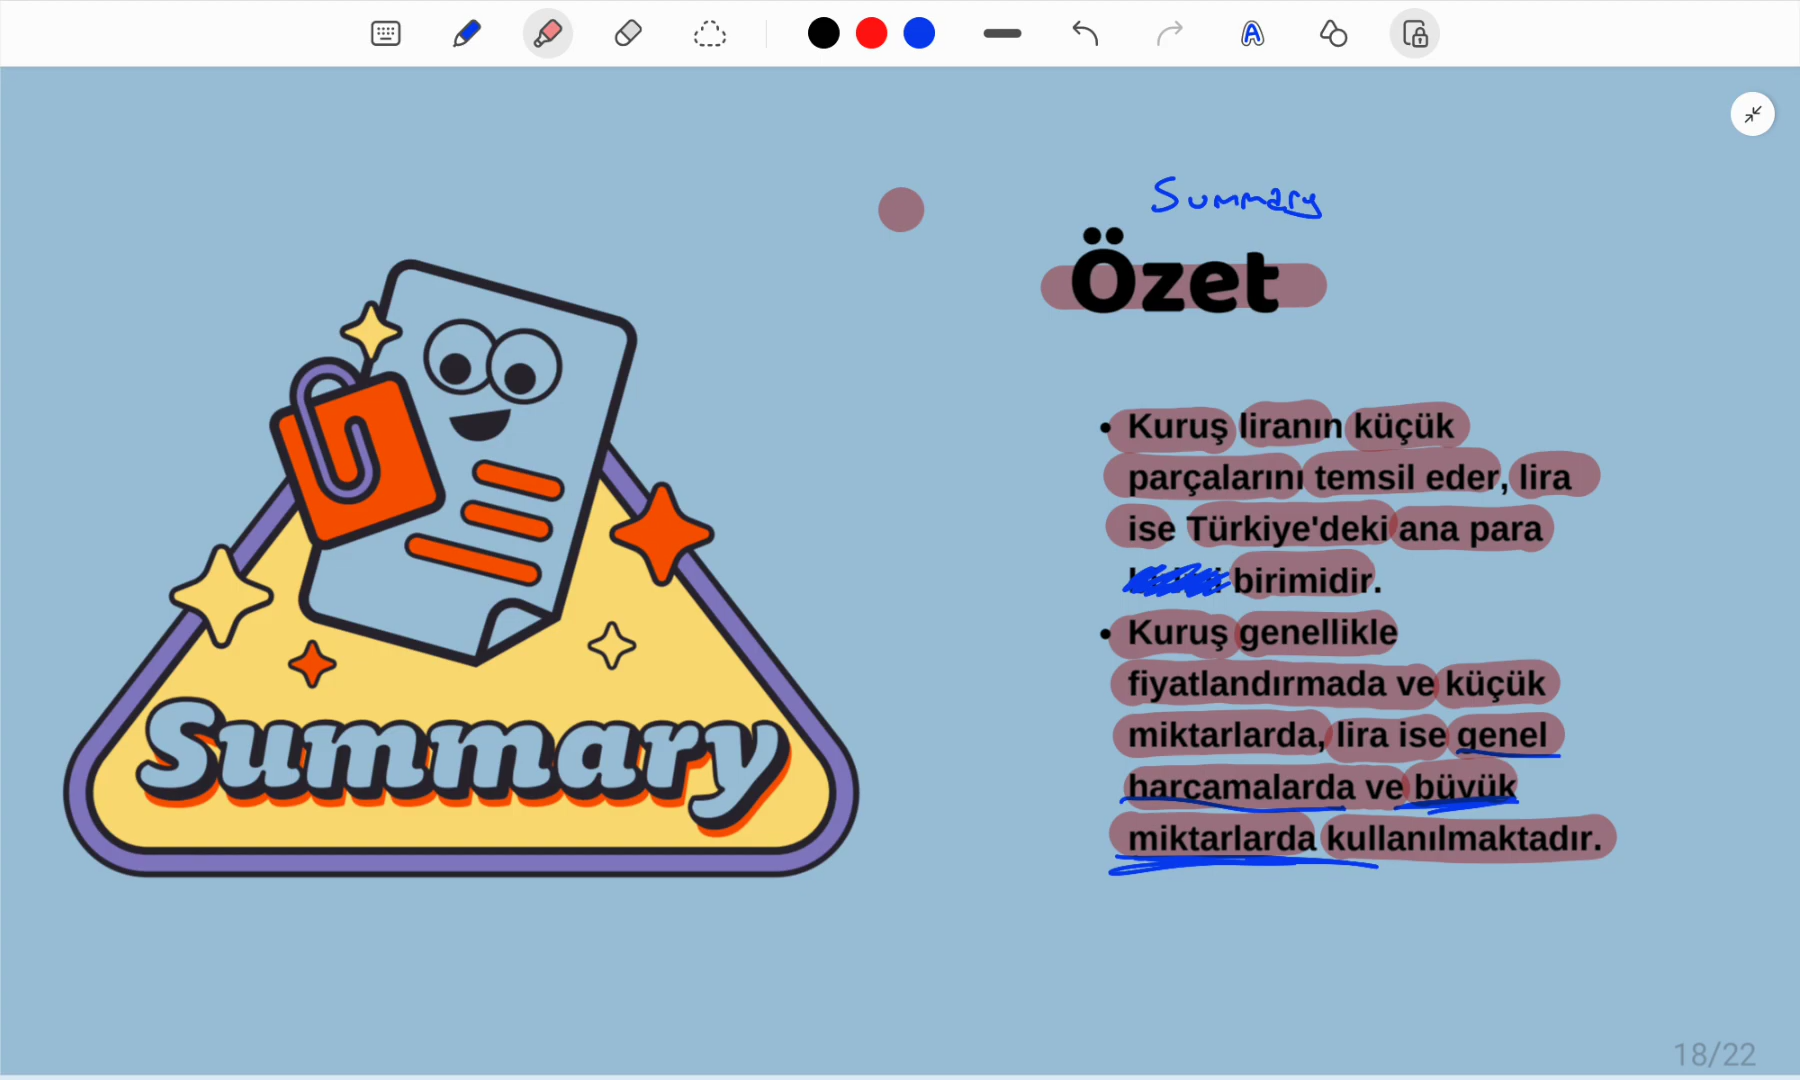 Summary
Özet
• Kuruş liranın küçük
parçalarını temsil eder, lira
ise Türkiye'deki ana para
birimidir.
• Kuruş genellikle
fiyatlandırmada ve küçük
miktarlarda, lira ise genel
harcamalarda ve büyük
miktarlarda kullanılmaktadır.
Summary
18/22